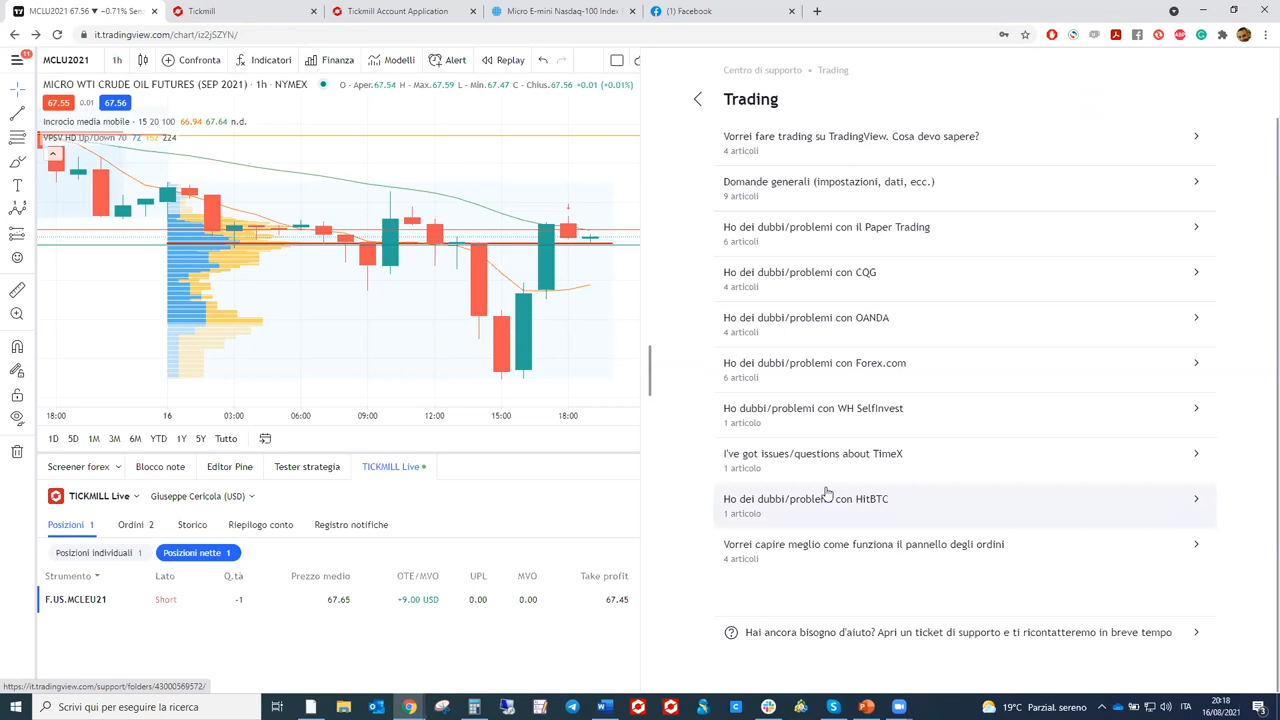 MCLU2021 67.56 ▼ −0.71% Sen
Tickmill
Tickmill Account Application
Micro E-mini Nasdaq-100 Index
(2) Facebook
it.tradingview.com/chart/iz2jSZYN/
11
MCLU2021
1h
Confronta
Indicatori
Finanza
Modelli
Alert
Replay
MICRO WTI CRUDE OIL FUTURES (SEP 2021) · 1h · NYMEX
O - Aper.67.54 H - Max.67.59 L - Min.67.47 C - Chius.67.56 +0.01 (+0.01%)
67.55 0.01 67.56
Incrocio media mobile · 15 20 100 66.94 67.64 n.d.
VPSV HD Up/Down 70 72 152 224
18:00 16 03:00 06:00 09:00 12:00 15:00 18:00
1D 5D 1M 3M 6M YTD 1Y 5Y Tutto
Screener forex
Blocco note
Editor Pine
Tester strategia
TICKMILL Live
TICKMILL Live
Giuseppe Cericola (USD)
Posizioni 1
Ordini 2
Storico
Riepilogo conto
Registro notifiche
Posizioni individuali 1
Posizioni nette 1
Strumento Lato Q.tà Prezzo medio OTE/MVO UPL MVO Take profit
F.US.MCLEU21 Short -1 67.65 +9.00 USD 0.00 0.00 67.45
https://it.tradingview.com/support/folders/43000569572/
Centro di supporto • Trading
Trading
Vorrei fare trading su TradingView. Cosa devo sapere?
4 articoli
Domande generali (impostazioni, dati, ecc.)
9 articoli
Ho dei dubbi/problemi con il Paper Trading
6 articoli
Ho dei dubbi/problemi con CQG
4 articoli
Ho dei dubbi/problemi con OANDA
4 articoli
Ho dei dubbi/problemi con Forex.com
6 articoli
Ho dubbi/problemi con WH SelfInvest
1 articolo
I've got issues/questions about TimeX
1 articolo
Ho dei dubbi/problemi con HitBTC
1 articolo
Vorrei capire meglio come funziona il pannello degli ordini
4 articoli
Hai ancora bisogno d'aiuto? Apri un ticket di supporto e ti ricontatteremo in breve tempo
Scrivi qui per eseguire la ricerca
19°C Parzial. sereno
ITA
20:18
16/08/2021